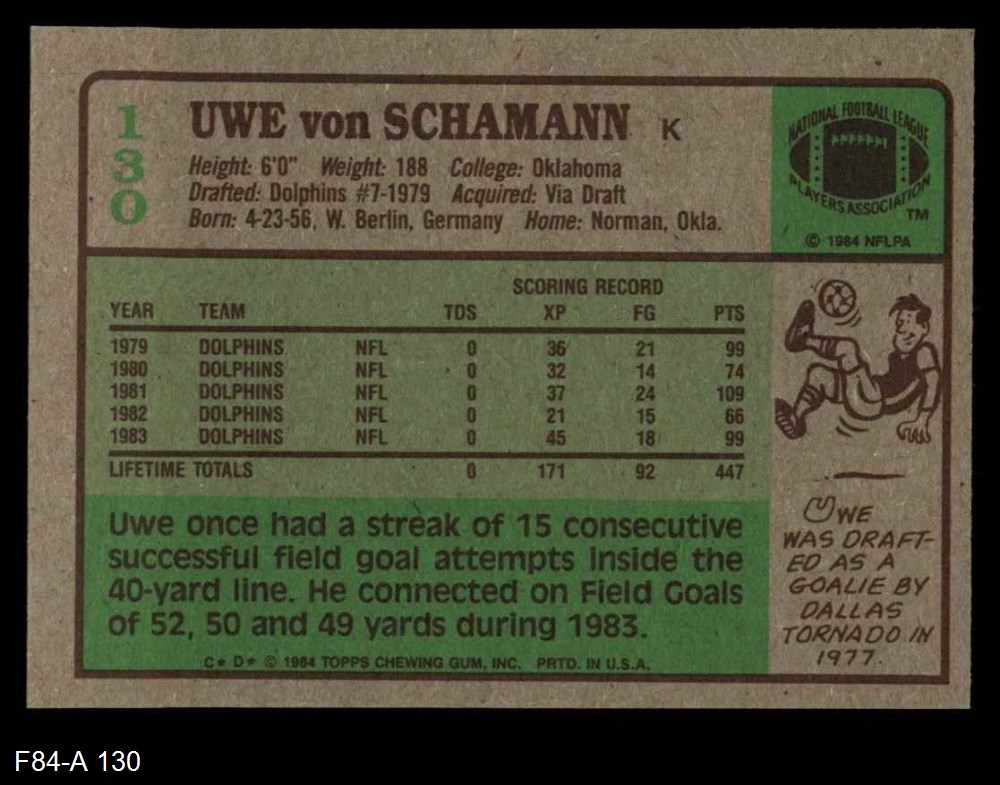 130
UWE von SCHAMANN K
Height: 6'0" Weight: 188 College: Oklahoma
Drafted: Dolphins #7-1979 Acquired: Via Draft
Born: 4-23-56, W. Berlin, Germany Home: Norman, Okla.
NATIONAL FOOTBALL LEAGUE
PLAYERS ASSOCIATION
TM
© 1984 NFLPA
SCORING RECORD
YEAR TEAM TDS XP FG PTS
1979 DOLPHINS NFL 0 36 21 99
1980 DOLPHINS NFL 0 32 14 74
1981 DOLPHINS NFL 0 37 24 109
1982 DOLPHINS NFL 0 21 15 66
1983 DOLPHINS NFL 0 45 18 99
LIFETIME TOTALS 0 171 92 447
Uwe once had a streak of 15 consecutive
successful field goal attempts inside the
40-yard line. He connected on Field Goals
of 52, 50 and 49 yards during 1983.
C* D* © 1984 TOPPS CHEWING GUM, INC. PRTD. IN U.S.A.
UWE
WAS DRAFT-
ED AS A
GOALIE BY
DALLAS
TORNADO IN
1977.
F84-A 130